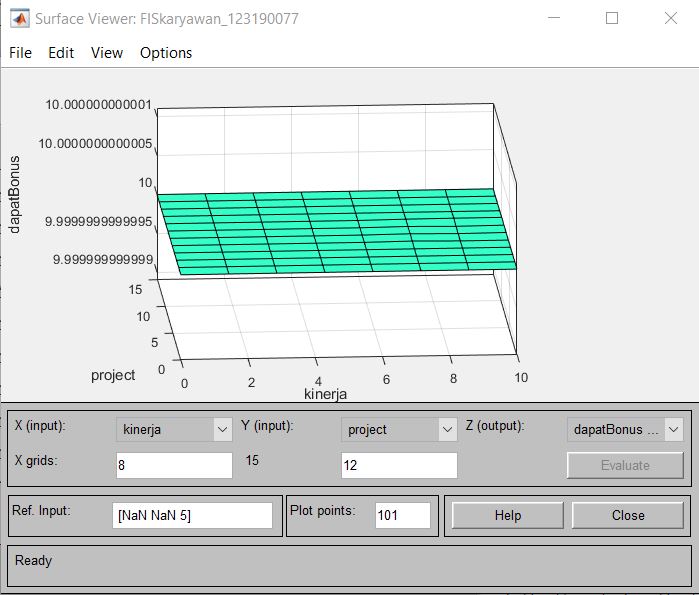 Surface Viewer: FISkaryawan_123190077
File Edit View Options
10.000000000001
10.0000000000005
10
9.9999999999995
9.999999999999
dapatBonus
15
10
5
0
project
0 2 4 6 8 10
kinerja
X (input): kinerja Y (input): project Z (output): dapatBonus ...
X grids: 8 15 12 Evaluate
Ref. Input: [NaN NaN 5] Plot points: 101 Help Close
Ready